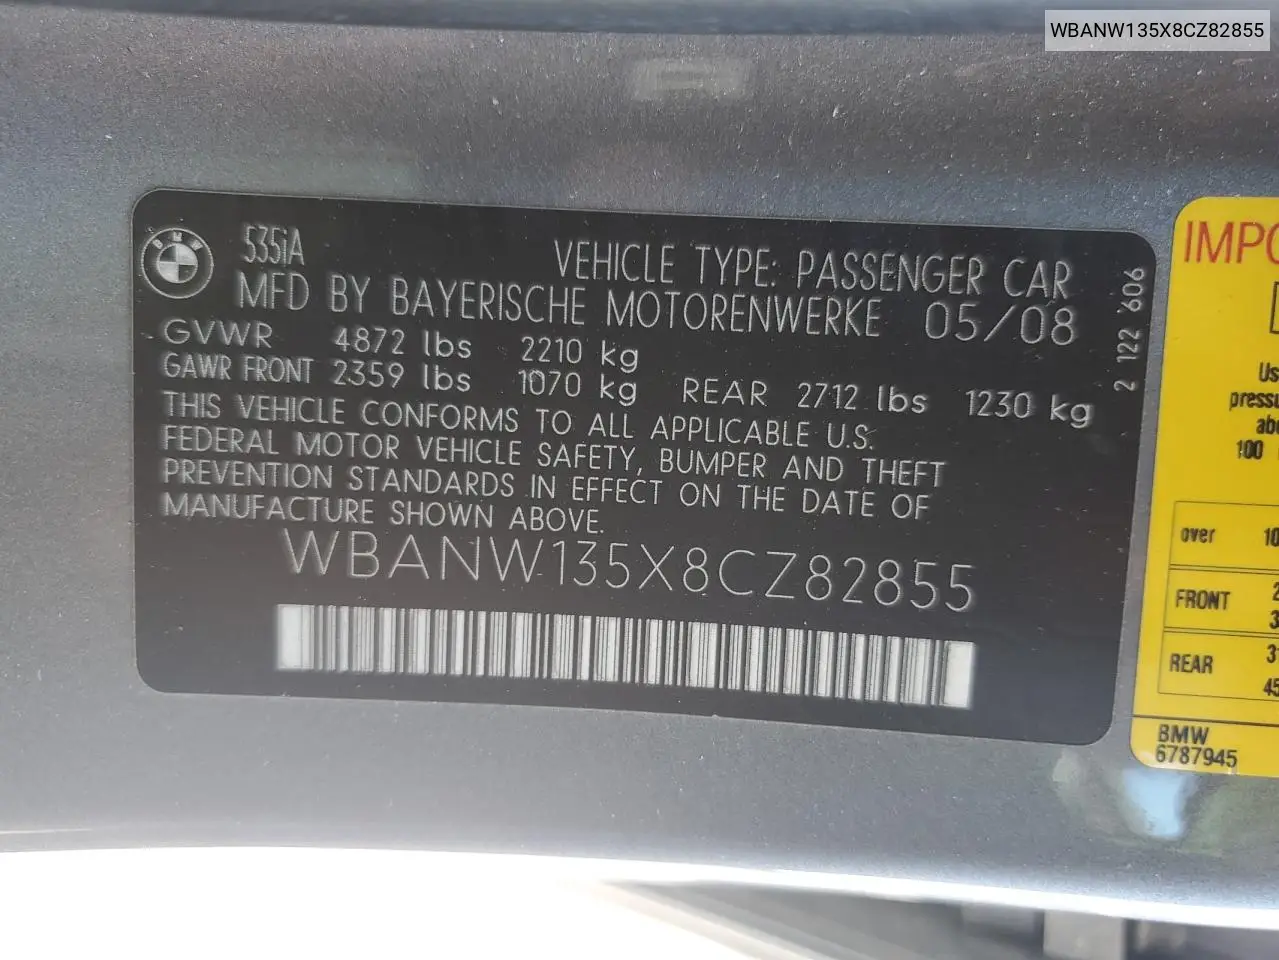 WBANW135X8CZ82855
BMW
535iA
VEHICLE TYPE: PASSENGER CAR
MFD BY BAYERISCHE MOTORENWERKE 05/08
GVWR 4872 lbs 2210 kg
GAWR FRONT 2359 lbs 1070 kg REAR 2712 lbs 1230 kg
THIS VEHICLE CONFORMS TO ALL APPLICABLE U.S.
FEDERAL MOTOR VEHICLE SAFETY, BUMPER AND THEFT
PREVENTION STANDARDS IN EFFECT ON THE DATE OF
MANUFACTURE SHOWN ABOVE.
WBANW135X8CZ82855
2 122 606
over 10
FRONT
REAR
BMW
6787945
100